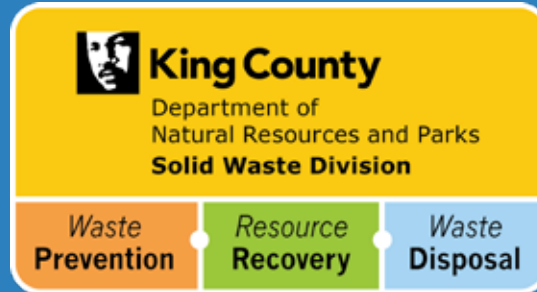 King County
Department of
Natural Resources and Parks
Solid Waste Division
Waste
Prevention
Resource
Recovery
Waste
Disposal